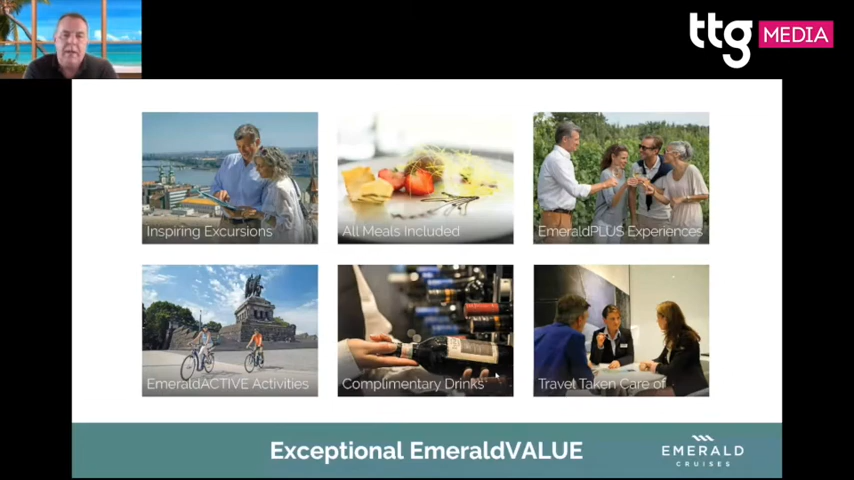 ttg MEDIA
Inspiring Excursions
All Meals Included
EmeraldPLUS Experiences
EmeraldACTIVE Activities
Complimentary Drinks
Travel Taken Care of
Exceptional EmeraldVALUE
EMERALD
CRUISES